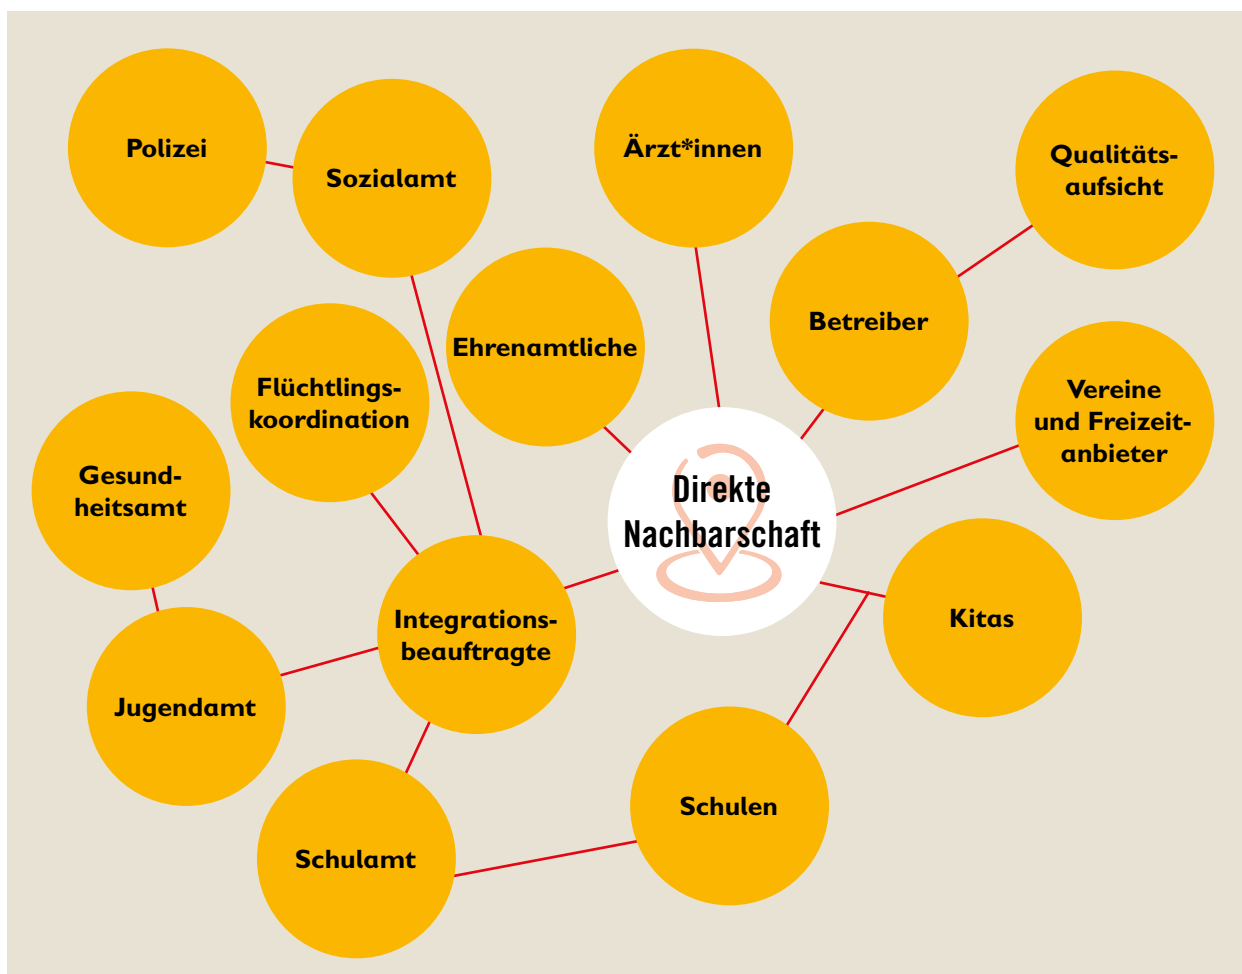 Polizei
Sozialamt
Ärzt*innen
Qualitäts-
aufsicht
Ehrenamtliche
Betreiber
Flüchtlings-
koordination
Vereine
und Freizeit-
anbieter
Gesund-
heitsamt
Direkte
Nachbarschaft
Integrations-
beauftragte
Kitas
Jugendamt
Schulen
Schulamt